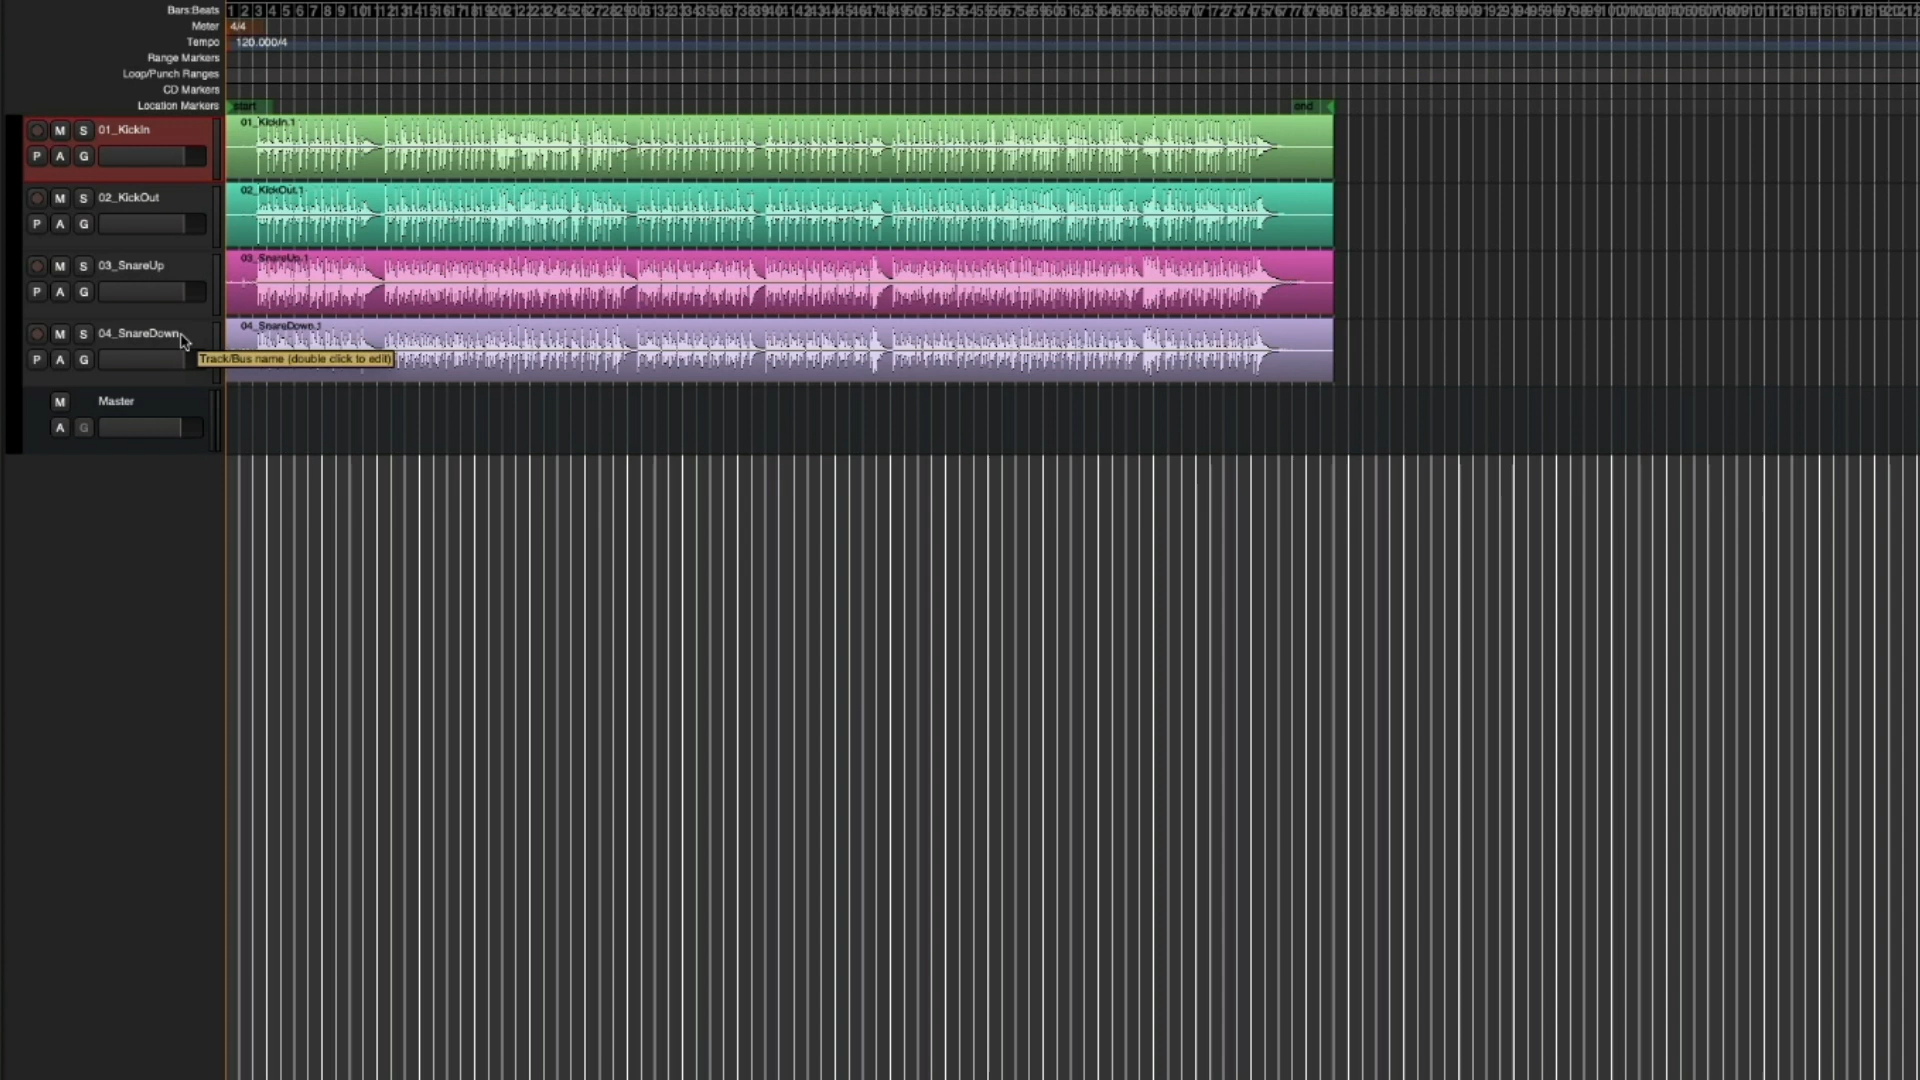 Bars:Beats
Meter 4/4
Tempo 120.000/4
Range Markers
Loop/Punch Ranges
CD Markers
Location Markers start end
M S 01_KickIn 01_KickIn.1
P A G
M S 02_KickOut 02_KickOut.1
P A G
M S 03_SnareUp 03_SnareUp.1
P A G
M S 04_SnareDown 04_SnareDown.1
P A G Track/Bus name (double click to edit)
M Master
A G